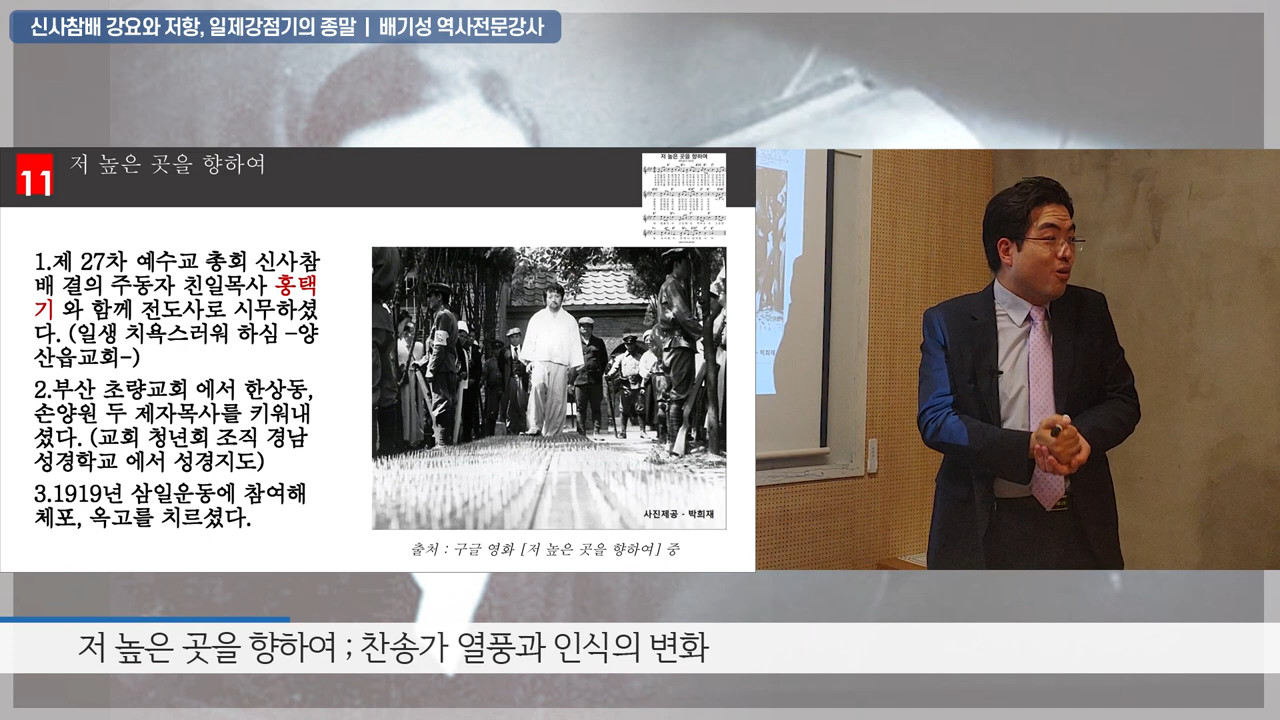 신사참배 강요와 저항, 일제강점기의 종말 | 배기성 역사전문강사
11
저 높은 곳을 향하여
저 높은 곳을 향하여
1.제 27차 예수교 총회 신사참
배 결의 주동자 친일목사 홍택
기 와 함께 전도사로 시무하셨
다. (일생 치욕스러워 하심 –양
산읍교회–)
2.부산 초량교회 에서 한상동,
손양원 두 제자목사를 키워내
셨다. (교회 청년회 조직 경남
성경학교 에서 성경지도)
3.1919년 삼일운동에 참여해
체포, 옥고를 치르셨다.
사진제공 - 박희재
출처 : 구글 영화 [저 높은 곳을 향하여] 중
- 박희재
저 높은 곳을 향하여 ; 찬송가 열풍과 인식의 변화